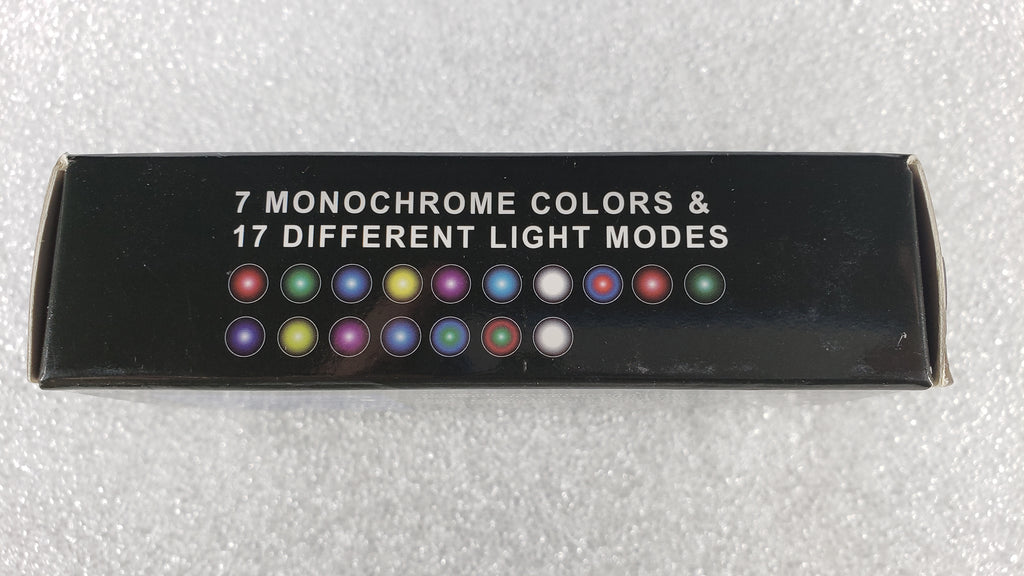 7 MONOCHROME COLORS &
17 DIFFERENT LIGHT MODES